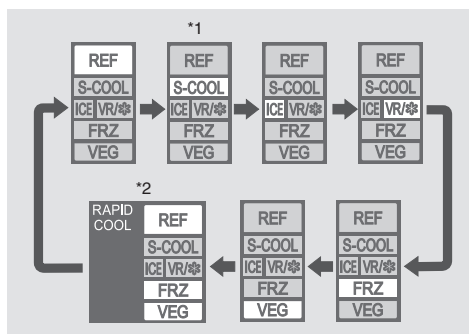 *1
REF REF REF REF
S-COOL S-COOL S-COOL S-COOL
ICE VR/❄ ICE VR/❄ ICE VR/❄ ICE VR/❄
FRZ FRZ FRZ FRZ
VEG VEG VEG VEG
*2
RAPID COOL
REF REF REF
S-COOL S-COOL S-COOL
ICE VR/❄ ICE VR/❄ ICE VR/❄
FRZ FRZ FRZ
VEG VEG VEG